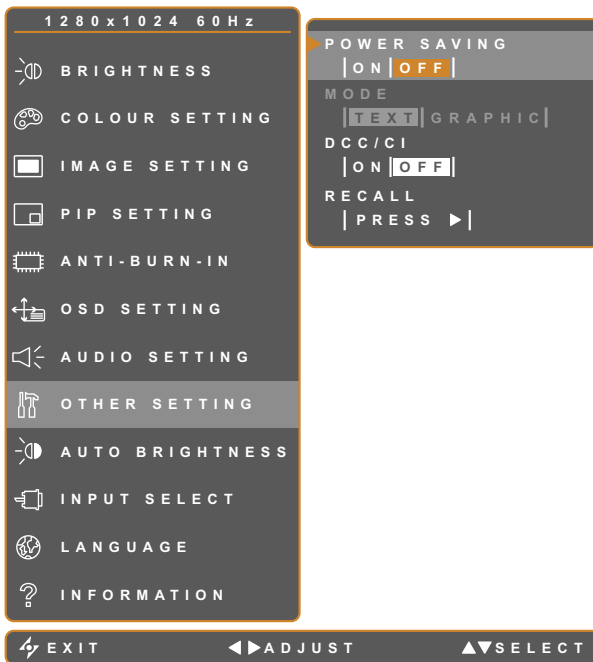 1280x1024 60Hz
BRIGHTNESS
COLOUR SETTING
IMAGE SETTING
PIP SETTING
ANTI-BURN-IN
OSD SETTING
AUDIO SETTING
OTHER SETTING
AUTO BRIGHTNESS
INPUT SELECT
LANGUAGE
INFORMATION
POWER SAVING
ON OFF
MODE
TEXT GRAPHIC
DCC/CI
ON OFF
RECALL
PRESS ▶
EXIT ◀▶ADJUST ▲▼SELECT